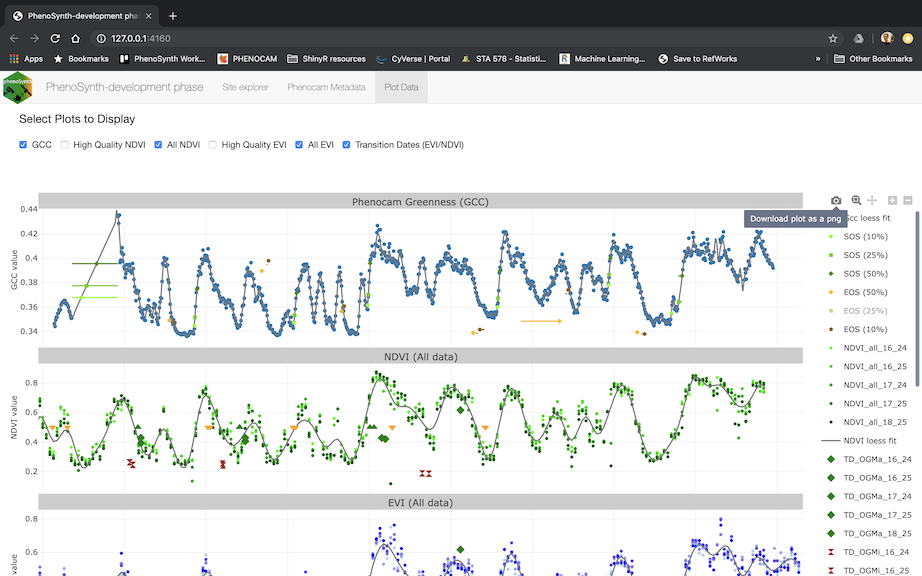 PhenoSynth-development pha
127.0.0.1:4160
Apps Bookmarks PhenoSynth Work... PHENOCAM ShinyR resources CyVerse | Portal STA 578 - Statisti... Machine Learning... Save to RefWorks » Other Bookmarks
phenoSynth
PhenoSynth-development phase Site explorer Phenocam Metadata Plot Data
Select Plots to Display
GCC High Quality NDVI All NDVI High Quality EVI All EVI Transition Dates (EVI/NDVI)
Phenocam Greenness (GCC)
Download plot as a png
0.44
0.42
0.4
0.38
0.36
0.34
GCC value
NDVI (All data)
0.8
0.6
0.4
0.2
NDVI value
EVI (All data)
0.8
0.6
value
Gcc loess fit
SOS (10%)
SOS (25%)
SOS (50%)
EOS (50%)
EOS (25%)
EOS (10%)
NDVI_all_16_24
NDVI_all_16_25
NDVI_all_17_24
NDVI_all_17_25
NDVI_all_18_25
NDVI loess fit
TD_OGMa_16_24
TD_OGMa_16_25
TD_OGMa_17_24
TD_OGMa_17_25
TD_OGMa_18_25
TD_OGMi_16_24
TD_OGMi_16_25